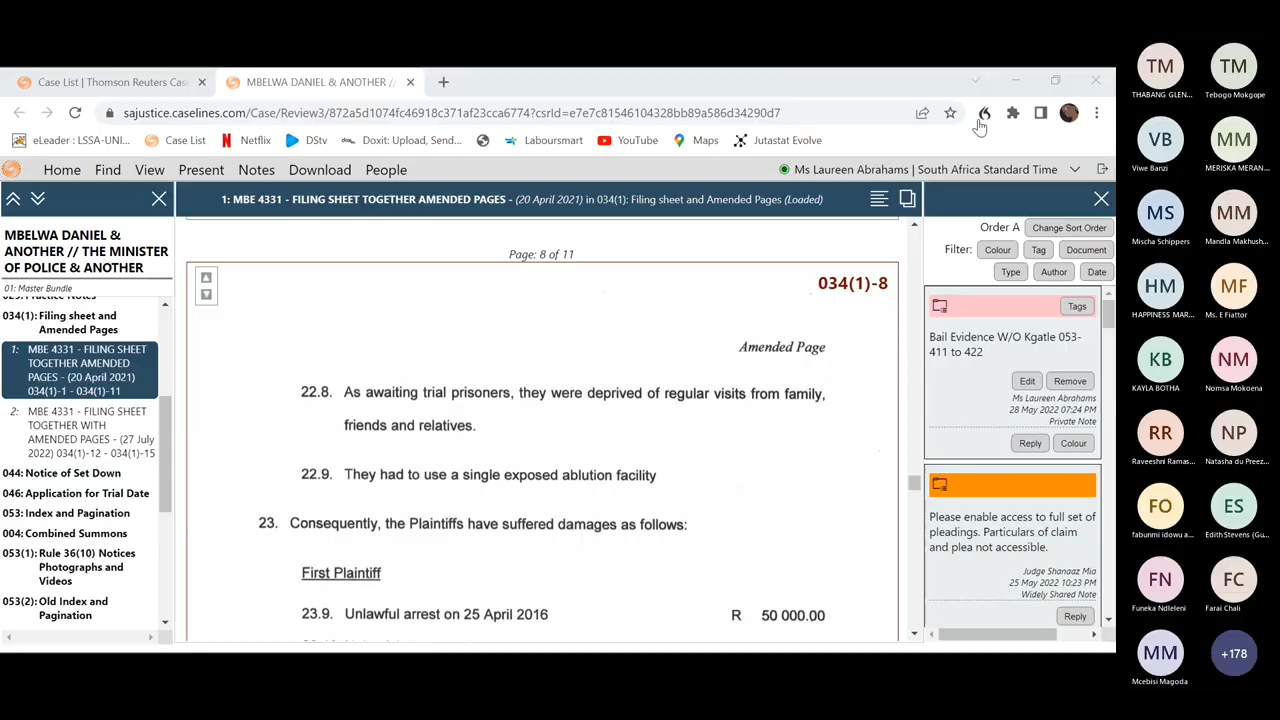 Case List | Thomson Reuters Cas
MBELWA DANIEL & ANOTHER //
sajustice.caselines.com/Case/Review3/872a5d1074fc46918c371af23cca6774?csrId=e7e7c81546104328bb89a586d34290d7
eLeader : LSSA-UNI...
Case List
Netflix
DStv
Doxit: Upload, Send...
Laboursmart
YouTube
Maps
Jutastat Evolve
Home
Find
View
Present
Notes
Download
People
Ms Laureen Abrahams | South Africa Standard Time
1: MBE 4331 - FILING SHEET TOGETHER AMENDED PAGES - (20 April 2021) in 034(1): Filing sheet and Amended Pages (Loaded)
MBELWA DANIEL &
ANOTHER // THE MINISTER
OF POLICE & ANOTHER
01: Master Bundle
Practice Notes
034(1): Filing sheet and
Amended Pages
1: MBE 4331 - FILING SHEET
TOGETHER AMENDED
PAGES - (20 April 2021)
034(1)-1 - 034(1)-11
2: MBE 4331 - FILING SHEET
TOGETHER WITH
AMENDED PAGES - (27 July
2022) 034(1)-12 - 034(1)-15
044: Notice of Set Down
046: Application for Trial Date
053: Index and Pagination
004: Combined Summons
053(1): Rule 36(10) Notices
Photographs and
Videos
053(2): Old Index and
Pagination
Page: 8 of 11
034(1)-8
Amended Page
22.8. As awaiting trial prisoners, they were deprived of regular visits from family,
friends and relatives.
22.9. They had to use a single exposed ablution facility
23. Consequently, the Plaintiffs have suffered damages as follows:
First Plaintiff
23.9. Unlawful arrest on 25 April 2016 R 50 000.00
Order A
Change Sort Order
Filter:
Colour
Tag
Document
Type
Author
Date
Tags
Bail Evidence W/O Kgatle 053-
411 to 422
Edit
Remove
Ms Laureen Abrahams
28 May 2022 07:24 PM
Private Note
Reply
Colour
Please enable access to full set of
pleadings. Particulars of claim
and plea not accessible.
Judge Shanaaz Mia
25 May 2022 10:23 PM
Widely Shared Note
Reply
TM
THABANG GLEN...
TM
Tebogo Mokgope
VB
Viwe Banzi
MM
MERISKA MERAN...
MS
Mischa Schippers
MM
Mandla Makhush...
HM
HAPPINESS MAR...
MF
Ms. E Fiattor
KB
KAYLA BOTHA
NM
Nomsa Mokoena
RR
Raveeshni Ramas...
NP
Natasha du Preez...
FO
fabunmi idowu a...
ES
Edith Stevens (Gu...
FN
Funeka Ndleleni
FC
Farai Chali
MM
Mcebisi Magoda
+178